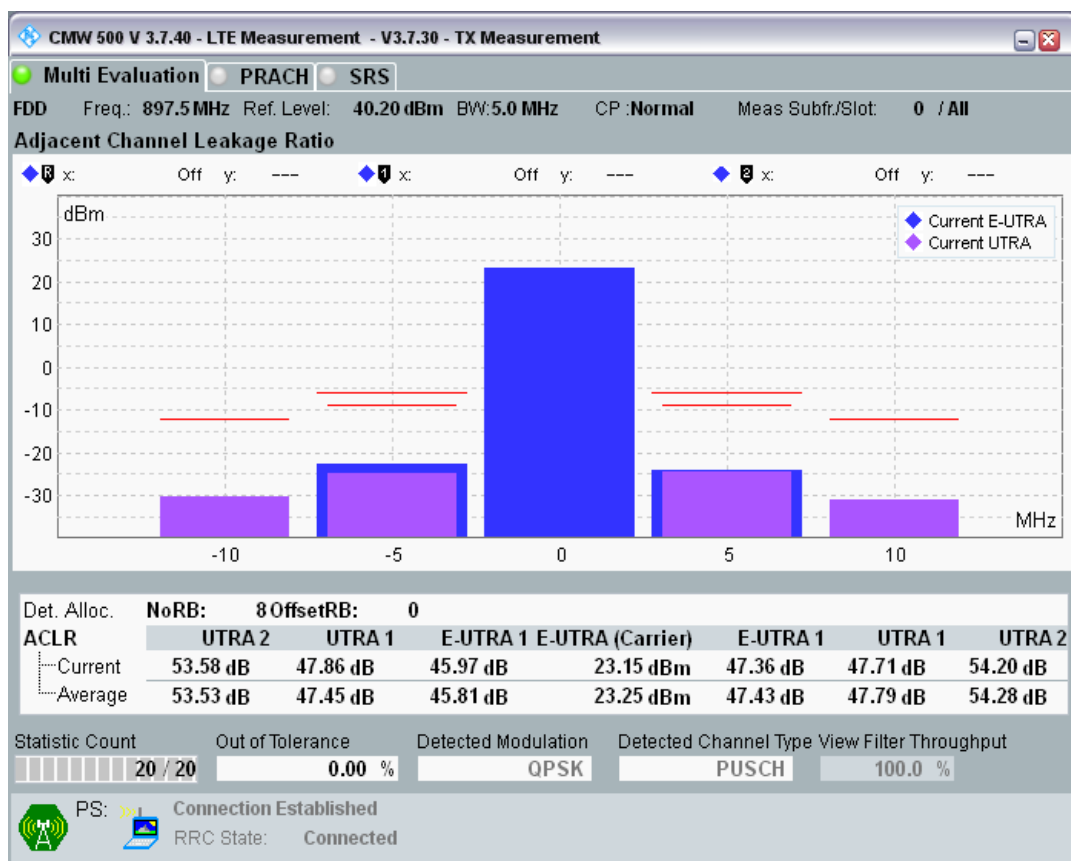 CMW 500 V 3.7.40 - LTE Measurement - V3.7.30 - TX Measurement
Multi Evaluation PRACH SRS
FDD Freq.: 897.5 MHz Ref. Level: 40.20 dBm BW:5.0 MHz CP :Normal Meas Subfr./Slot: 0 / All
Adjacent Channel Leakage Ratio
R x: Off y: --- 1 x: Off y: --- 2 x: Off y: ---
dBm
Current E-UTRA
Current UTRA
30
20
10
0
-10
-20
-30
MHz
-10 -5 0 5 10
Det. Alloc. NoRB: 8 OffsetRB: 0
ACLR UTRA 2 UTRA 1 E-UTRA 1 E-UTRA (Carrier) E-UTRA 1 UTRA 1 UTRA 2
Current 53.58 dB 47.86 dB 45.97 dB 23.15 dBm 47.36 dB 47.71 dB 54.20 dB
Average 53.53 dB 47.45 dB 45.81 dB 23.25 dBm 47.43 dB 47.79 dB 54.28 dB
Statistic Count Out of Tolerance Detected Modulation Detected Channel Type View Filter Throughput
20 / 20 0.00 % QPSK PUSCH 100.0 %
PS: Connection Established
RRC State: Connected